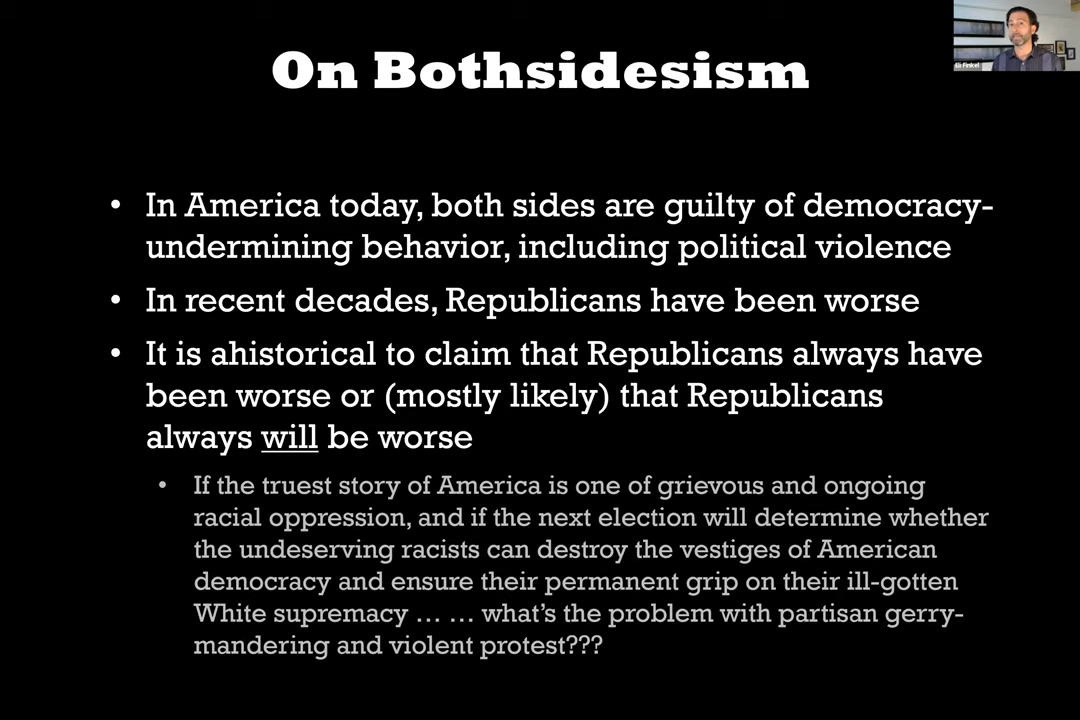 On Bothsidesism
Eli Finkel
• In America today, both sides are guilty of democracy-
undermining behavior, including political violence
• In recent decades, Republicans have been worse
• It is ahistorical to claim that Republicans always have
been worse or (mostly likely) that Republicans
always will be worse
• If the truest story of America is one of grievous and ongoing
racial oppression, and if the next election will determine whether
the undeserving racists can destroy the vestiges of American
democracy and ensure their permanent grip on their ill-gotten
White supremacy … … what’s the problem with partisan gerry-
mandering and violent protest???